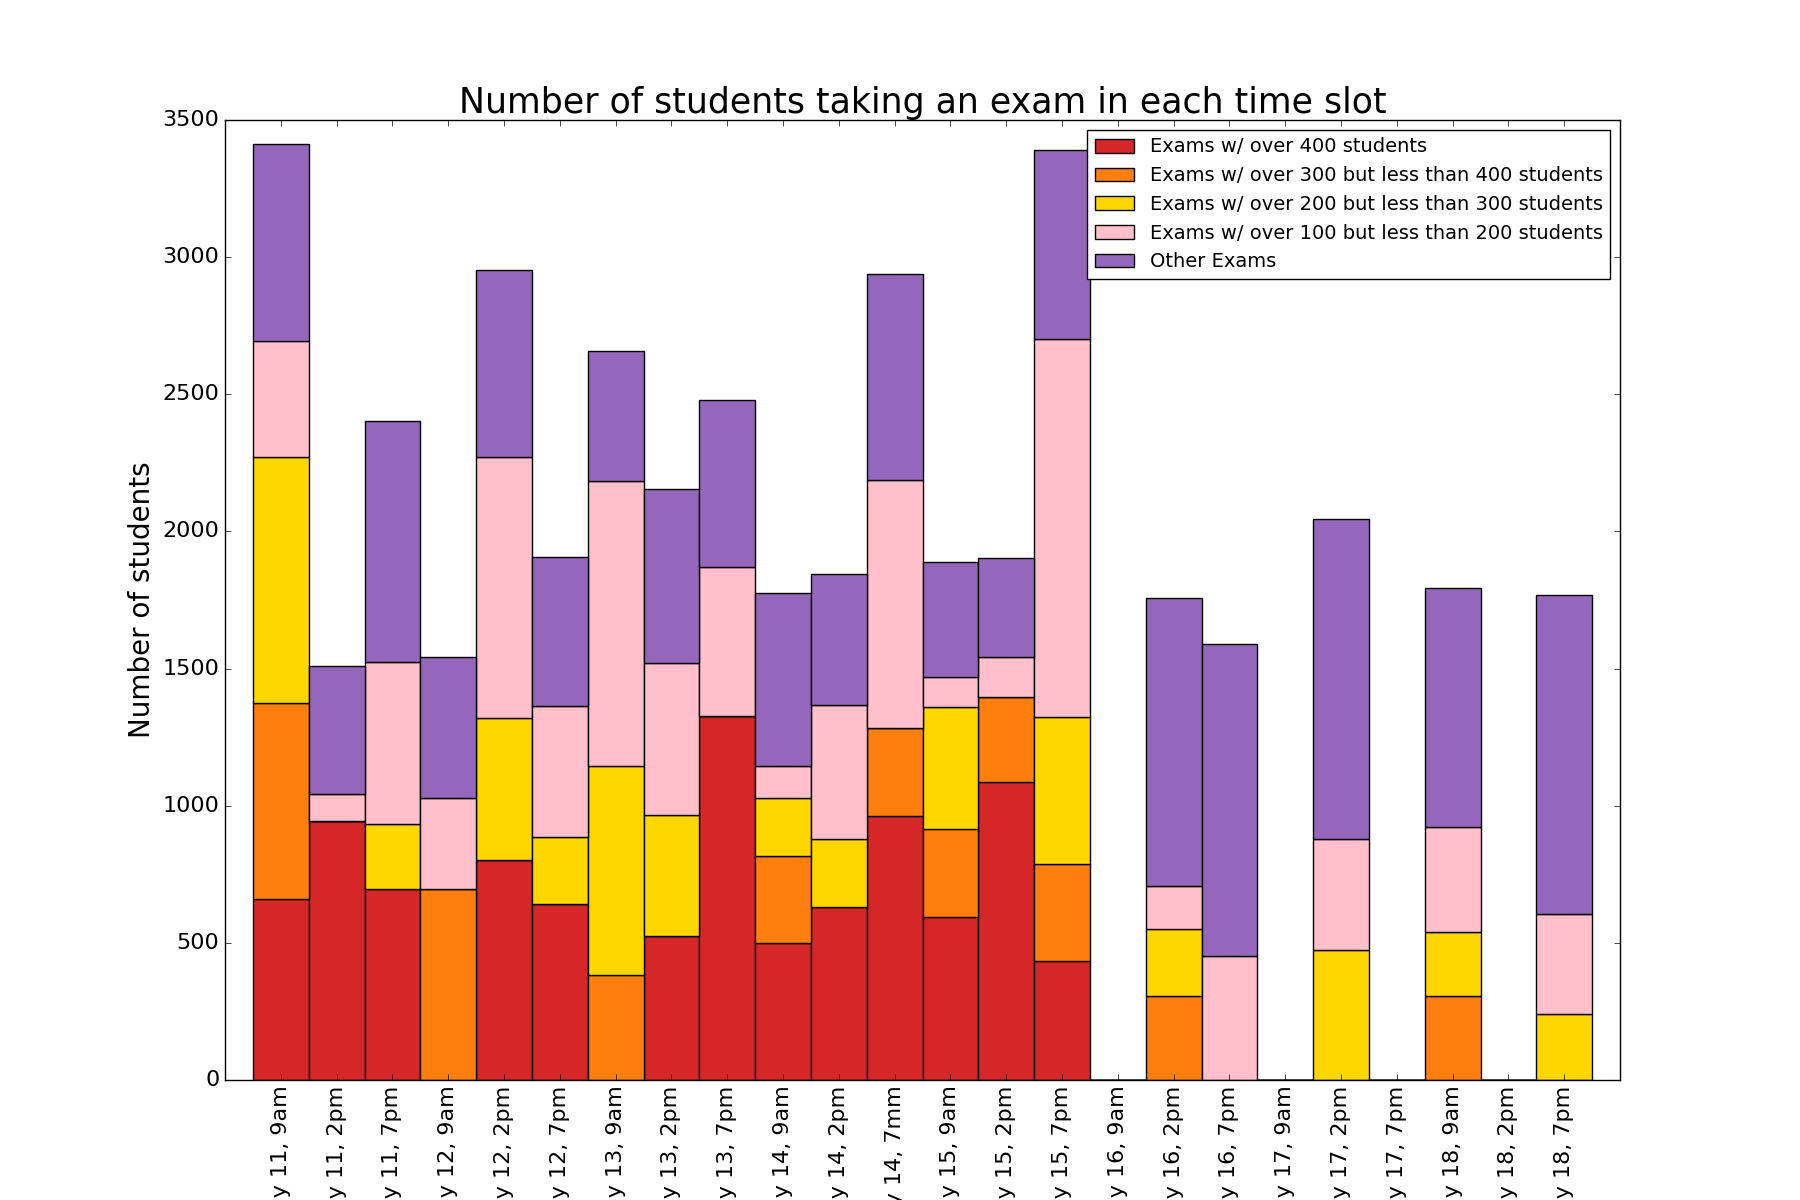 Number of students taking an exam in each time slot
Number of students
3500
3000
2500
2000
1500
1000
500
0
Exams w/ over 400 students
Exams w/ over 300 but less than 400 students
Exams w/ over 200 but less than 300 students
Exams w/ over 100 but less than 200 students
Other Exams
y 11, 9am
y 11, 2pm
y 11, 7pm
y 12, 9am
y 12, 2pm
y 12, 7pm
y 13, 9am
y 13, 2pm
y 13, 7pm
y 14, 9am
y 14, 2pm
y 14, 7mm
y 15, 9am
y 15, 2pm
y 15, 7pm
y 16, 9am
y 16, 2pm
y 16, 7pm
y 17, 9am
y 17, 2pm
y 17, 7pm
y 18, 9am
y 18, 2pm
y 18, 7pm